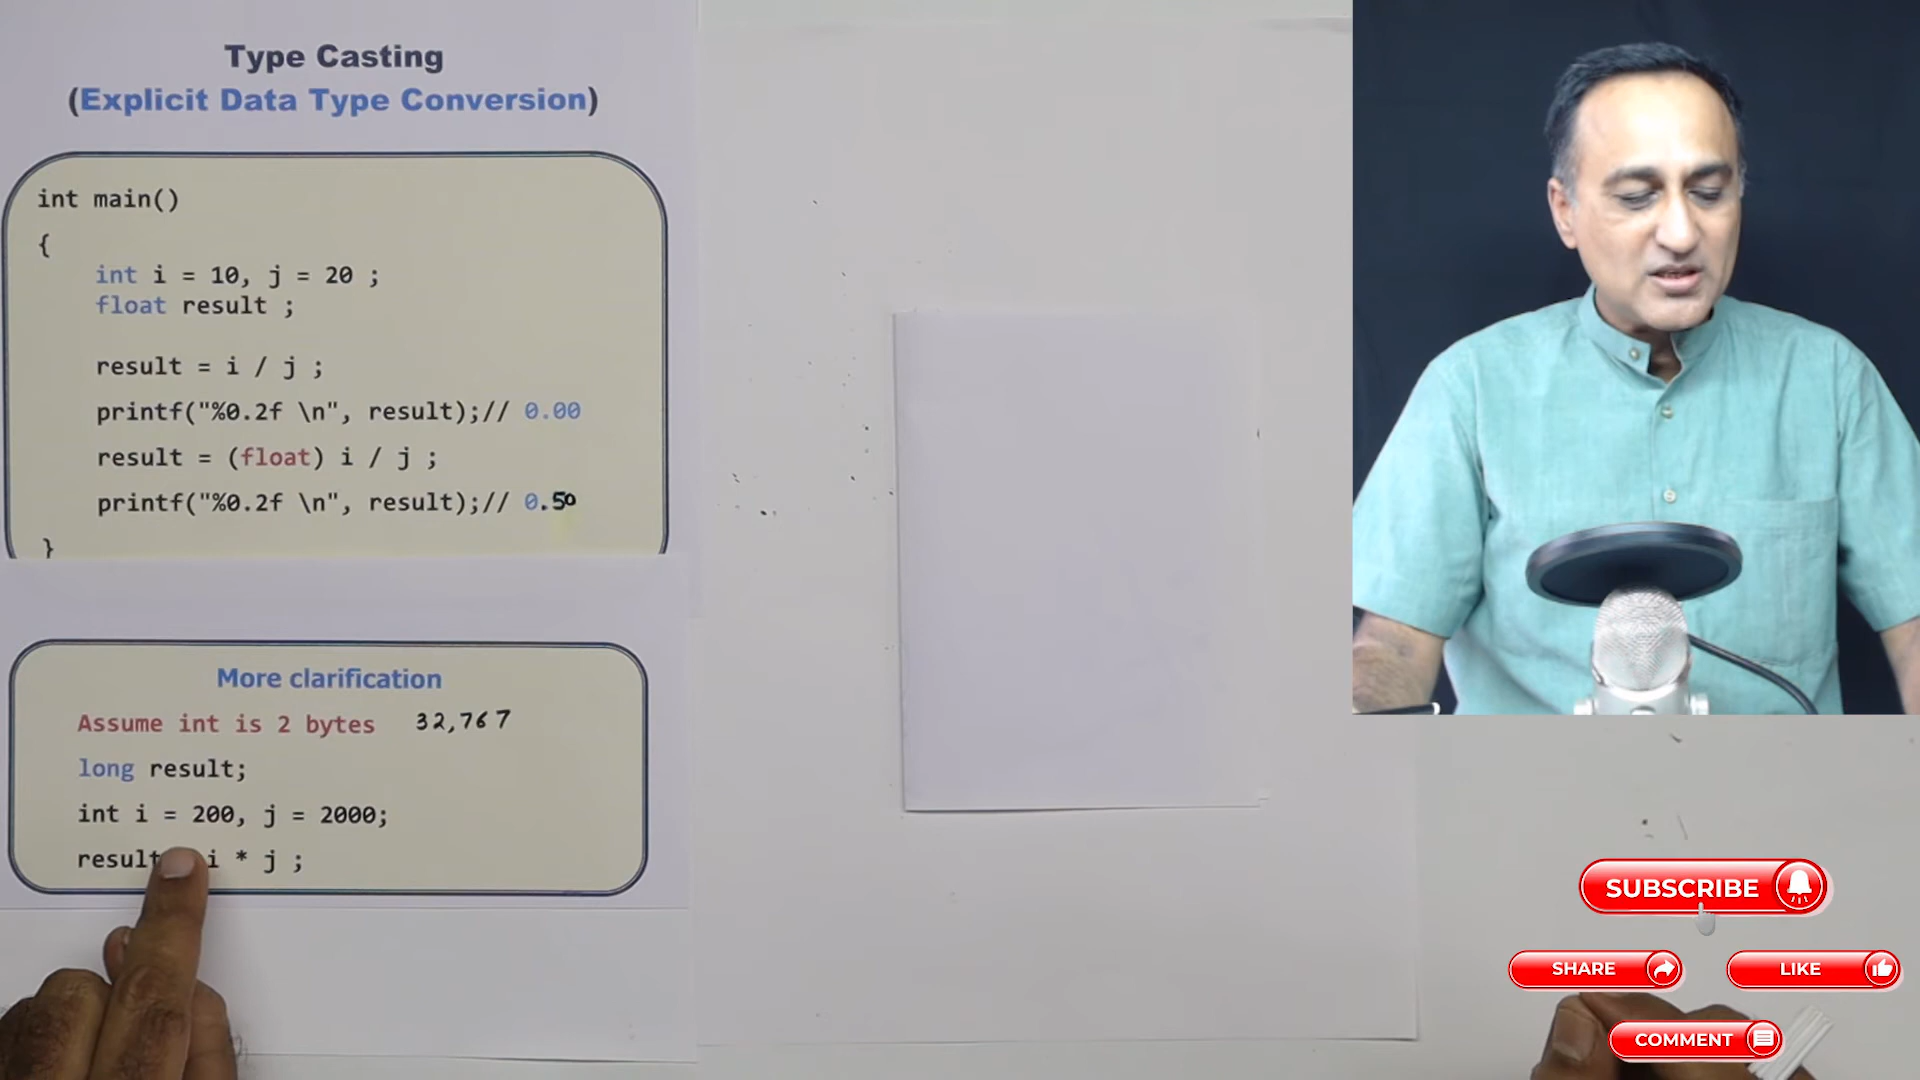 Type Casting
(Explicit Data Type Conversion)
int main()
{
int i = 10, j = 20 ;
float result ;
result = i / j ;
printf("%0.2f \n", result);// 0.00
result = (float) i / j ;
printf("%0.2f \n", result);// 0.50
}
More clarification
Assume int is 2 bytes 32,767
long result;
int i = 200, j = 2000;
result i * j ;
SUBSCRIBE
SHARE
LIKE
COMMENT